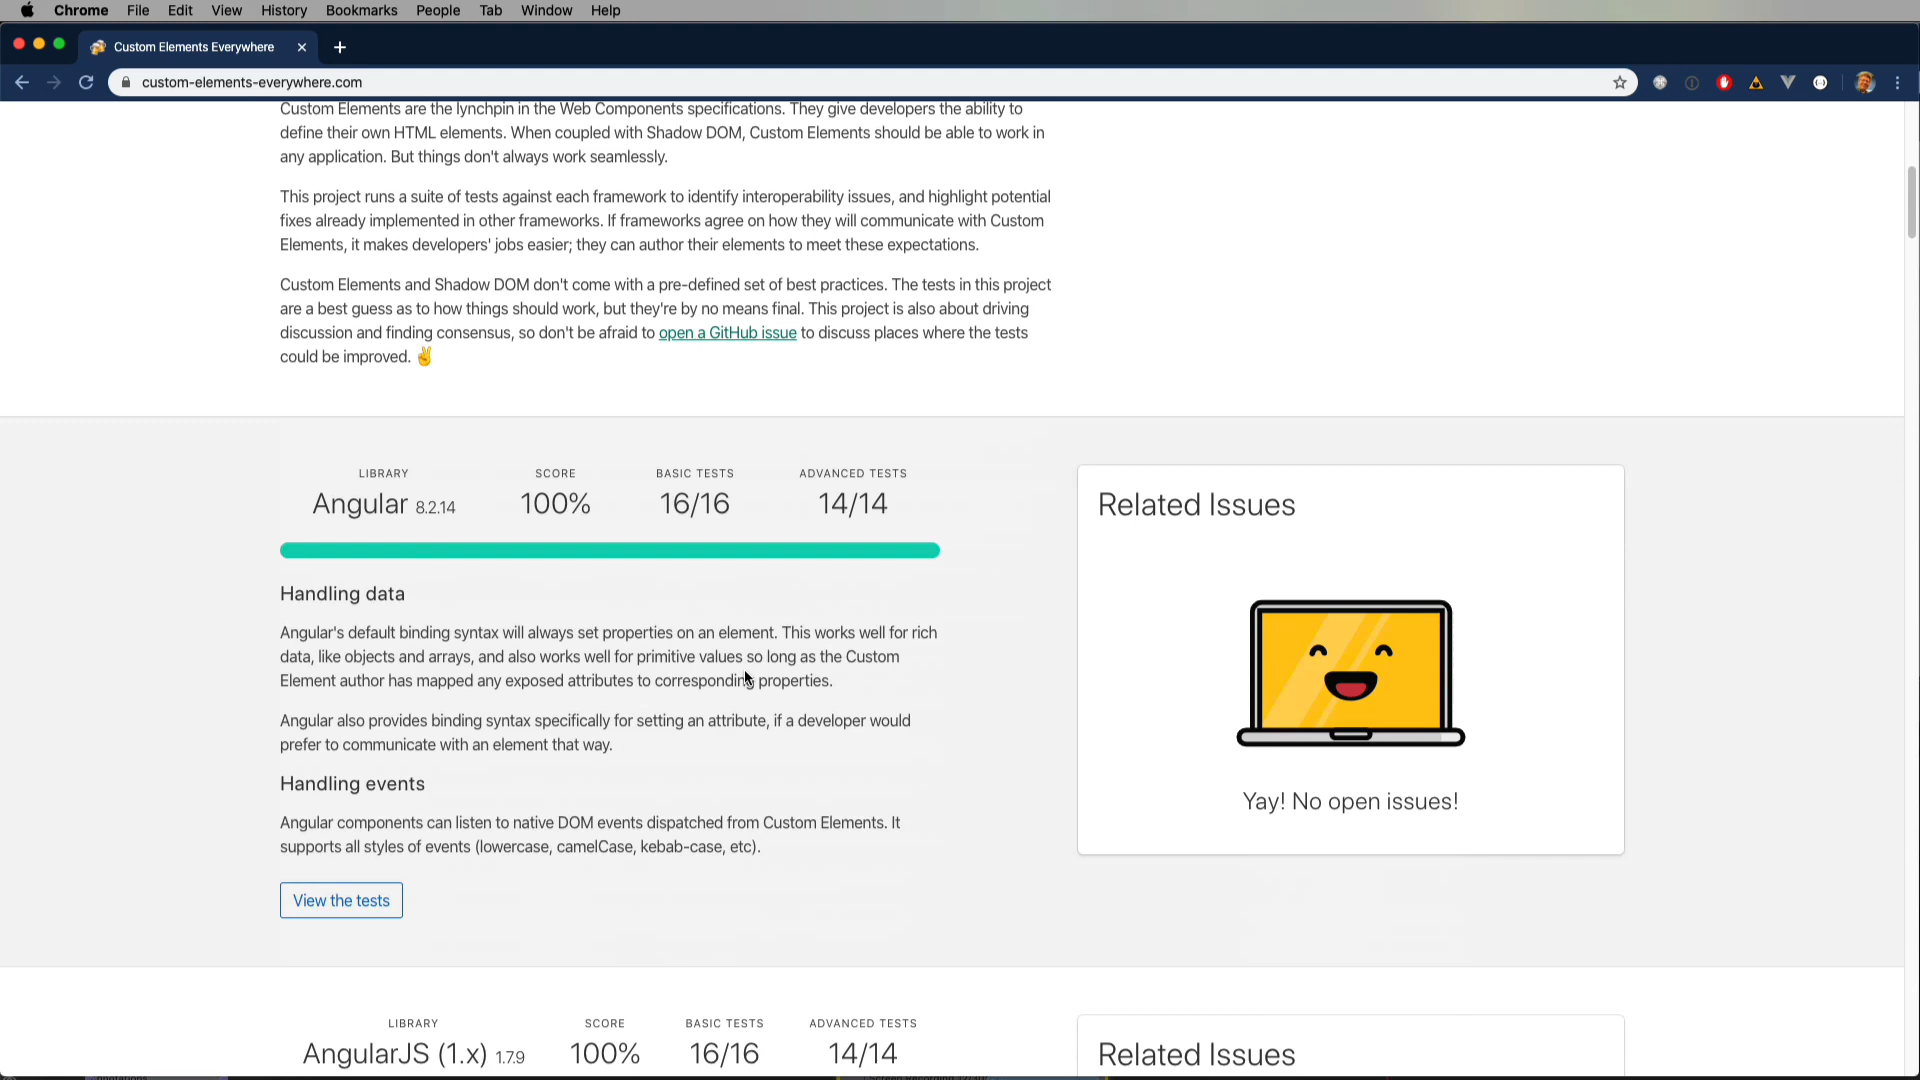 Chrome File Edit View History Bookmarks People Tab Window Help
Custom Elements Everywhere
custom-elements-everywhere.com
Custom Elements are the lynchpin in the Web Components specifications. They give developers the ability to
define their own HTML elements. When coupled with Shadow DOM, Custom Elements should be able to work in
any application. But things don't always work seamlessly.
This project runs a suite of tests against each framework to identify interoperability issues, and highlight potential
fixes already implemented in other frameworks. If frameworks agree on how they will communicate with Custom
Elements, it makes developers' jobs easier; they can author their elements to meet these expectations.
Custom Elements and Shadow DOM don't come with a pre-defined set of best practices. The tests in this project
are a best guess as to how things should work, but they're by no means final. This project is also about driving
discussion and finding consensus, so don't be afraid to open a GitHub issue to discuss places where the tests
could be improved. ✌
LIBRARY SCORE BASIC TESTS ADVANCED TESTS
Angular 8.2.14 100% 16/16 14/14
Handling data
Angular's default binding syntax will always set properties on an element. This works well for rich
data, like objects and arrays, and also works well for primitive values so long as the Custom
Element author has mapped any exposed attributes to corresponding properties.
Angular also provides binding syntax specifically for setting an attribute, if a developer would
prefer to communicate with an element that way.
Handling events
Angular components can listen to native DOM events dispatched from Custom Elements. It
supports all styles of events (lowercase, camelCase, kebab-case, etc).
View the tests
Related Issues
Yay! No open issues!
LIBRARY SCORE BASIC TESTS ADVANCED TESTS
AngularJS (1.x) 1.7.9 100% 16/16 14/14
Related Issues